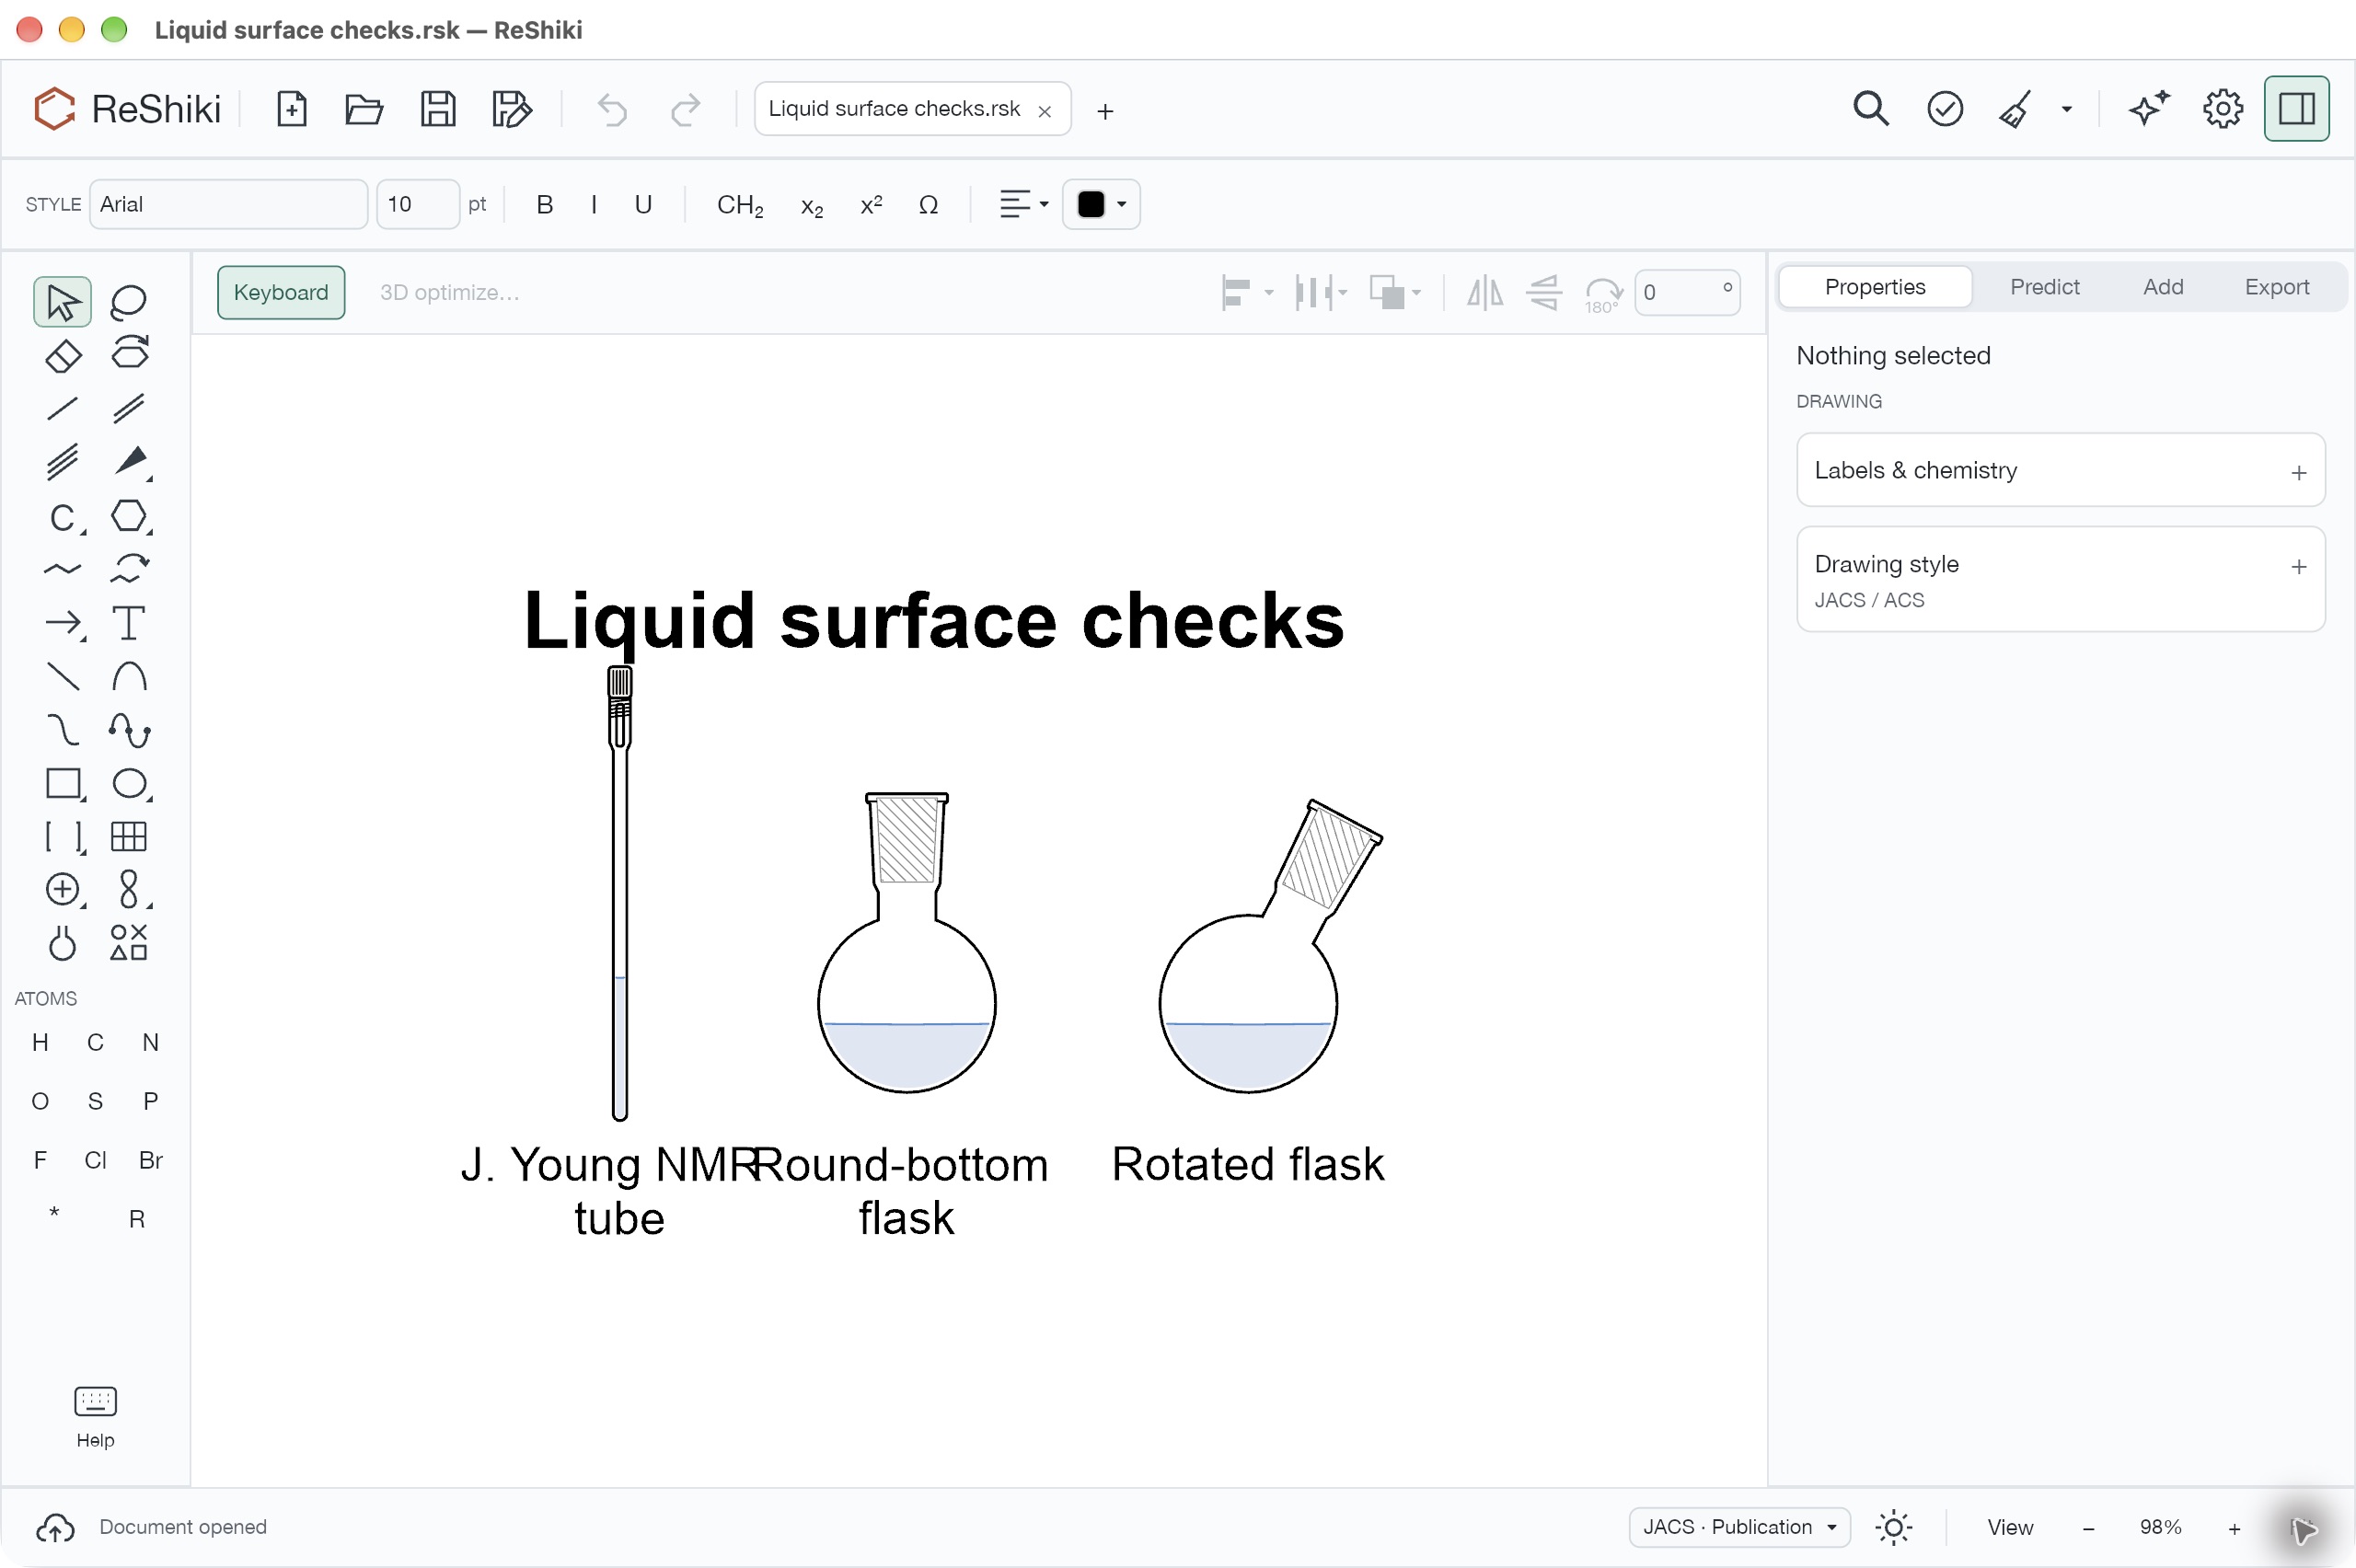 Liquid surface checks.rsk — ReShiki
ReShiki
Liquid surface checks.rsk ×
+
STYLE Arial 10 pt B I U CH₂ x₂ x² Ω
Keyboard 3D optimize...
180°
0 °
Properties Predict Add Export
Nothing selected
DRAWING
Labels & chemistry +
Drawing style +
JACS / ACS
C
T
ATOMS
H C N
O S P
F Cl Br
* R
Help
Liquid surface checks
J. Young NMR
tube
Round-bottom
flask
Rotated flask
Document opened
JACS · Publication
View − 98% +